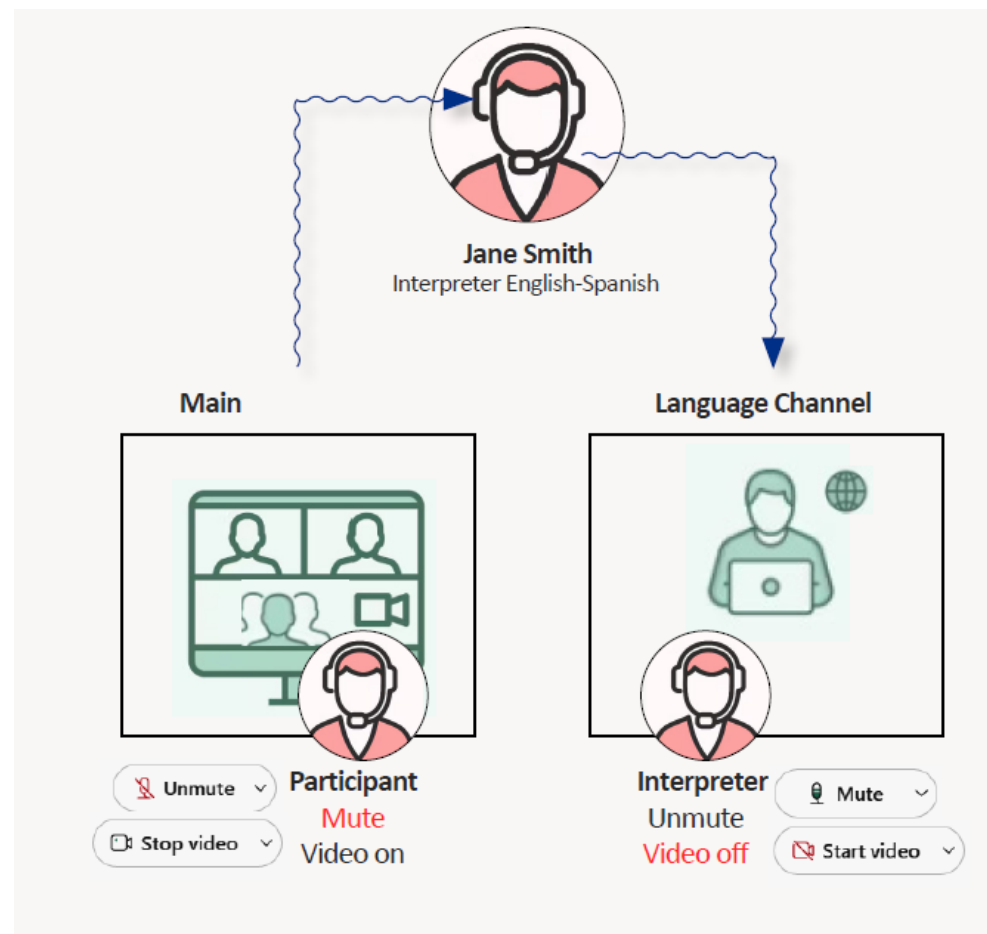 Jane Smith
Interpreter English-Spanish
Main
Language Channel
Unmute
Stop video
Participant
Mute
Video on
Interpreter
Unmute
Video off
Mute
Start video